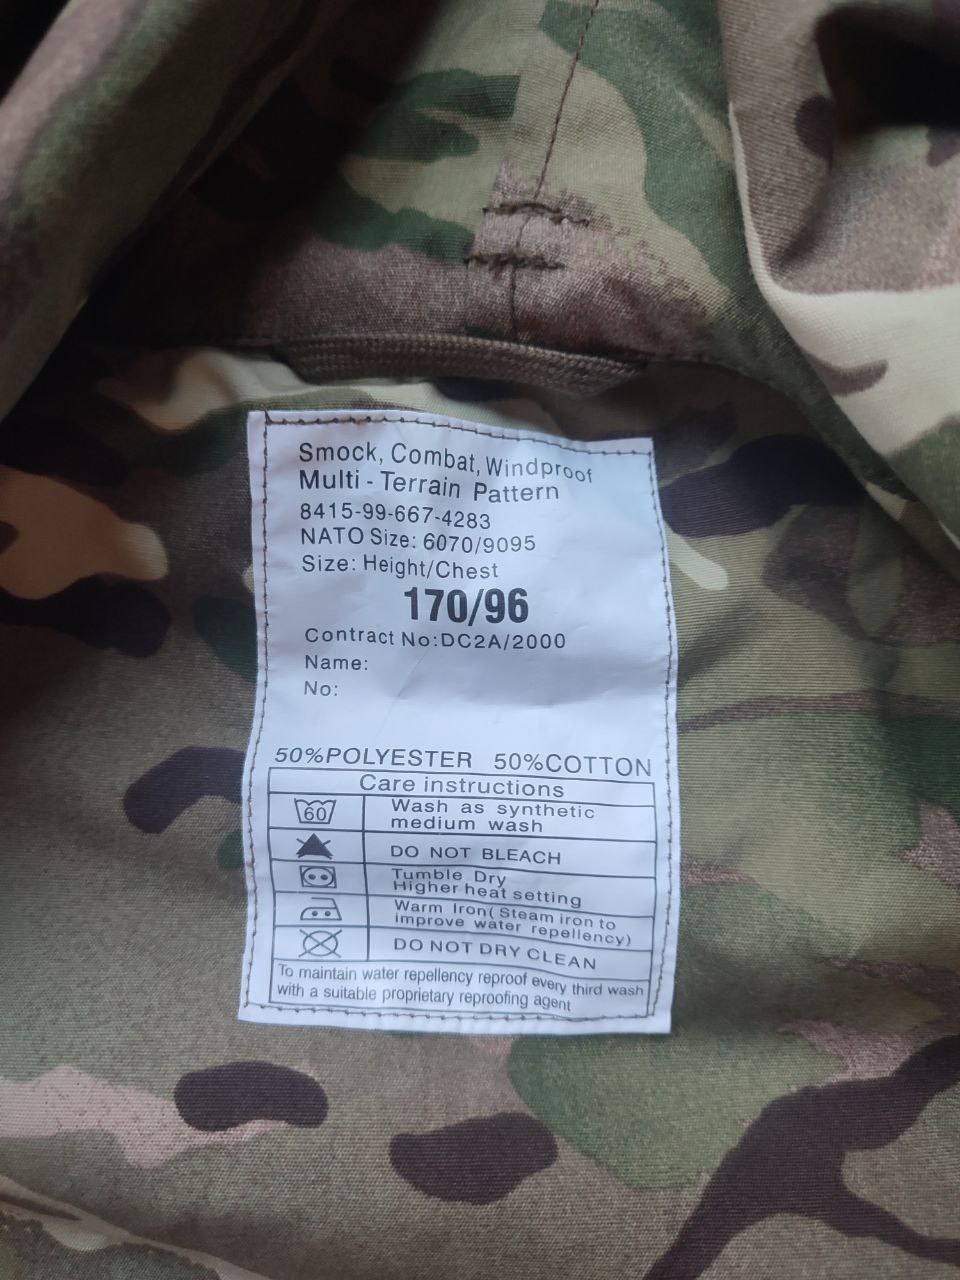 Smock, Combat, Windproof
Multi - Terrain Pattern
8415-99-667-4283
NATO Size: 6070/9095
Size: Height/Chest
170/96
Contract No:DC2A/2000
Name:
No:
50%POLYESTER 50%COTTON
Care instructions
60
Wash as synthetic
medium wash
DO NOT BLEACH
Tumble Dry
Higher heat setting
Warm Iron( Steam iron to
improve water repellency)
DO NOT DRY CLEAN
To maintain water repellency reproof every third wash
with a suitable proprietary reproofing agent